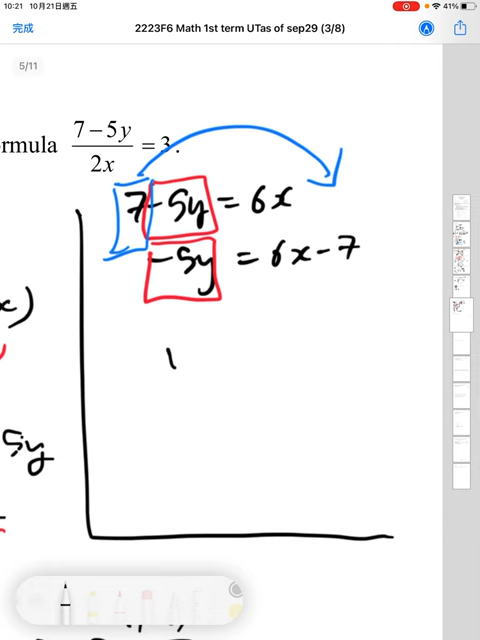 10:21 10月21日週五
41%
完成
2223F6 Math 1st term UTas of sep29 (3/8)
5/11
rmula (7−5y)/(2x) = 3.
7−5y = 6x
−5y = 6x−7
x)
5y